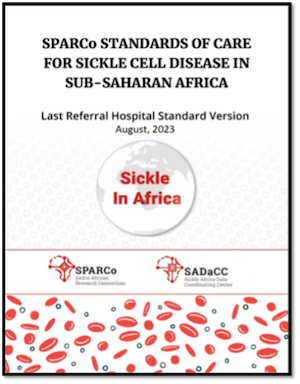 SPARCo STANDARDS OF CARE
FOR SICKLE CELL DISEASE IN
SUB-SAHARAN AFRICA
Last Referral Hospital Standard Version
August, 2023
Sickle
In Africa
SPARCo
Sickle African
Research Consortium
SADaCC
Sickle Africa Data
Coordinating Centre